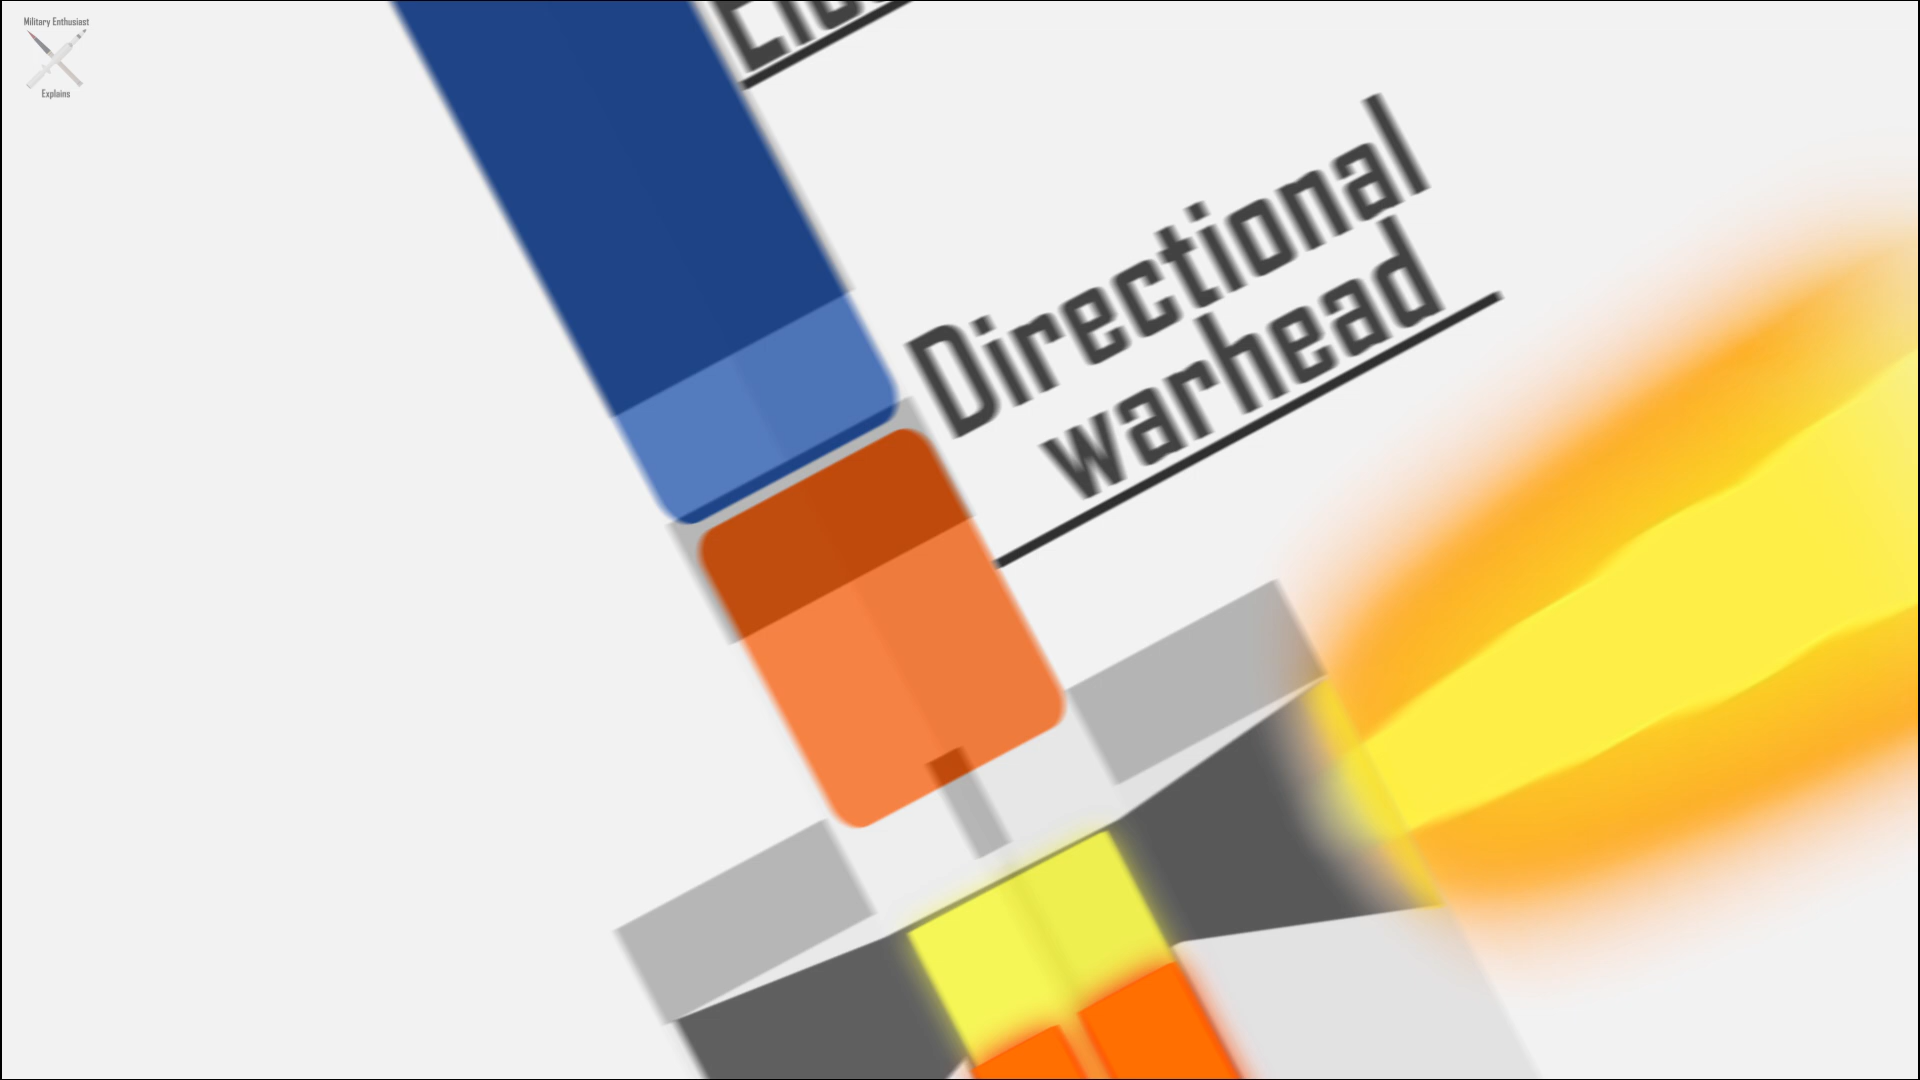 Military Enthusiast
Explains
Directional
warhead